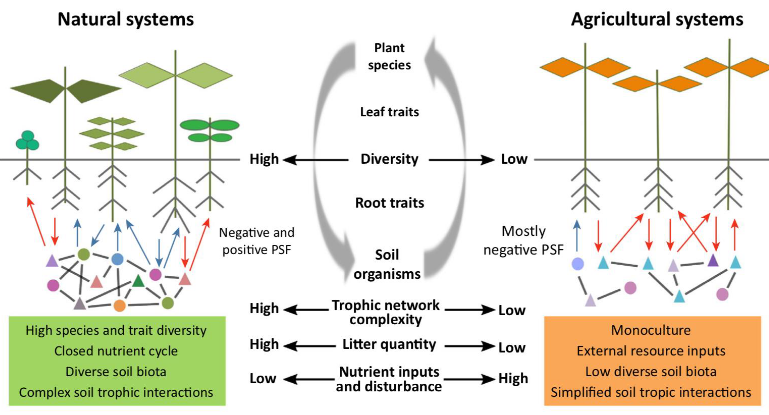 Natural systems
Agricultural systems
Plant
species
Leaf traits
High
Diversity
Low
Root traits
Negative and
positive PSF
Mostly
negative PSF
Soil
organisms
High
Trophic network
complexity
Low
High
Litter quantity
Low
Low
Nutrient inputs
and disturbance
High
High species and trait diversity
Closed nutrient cycle
Diverse soil biota
Complex soil trophic interactions
Monoculture
External resource inputs
Low diverse soil biota
Simplified soil tropic interactions